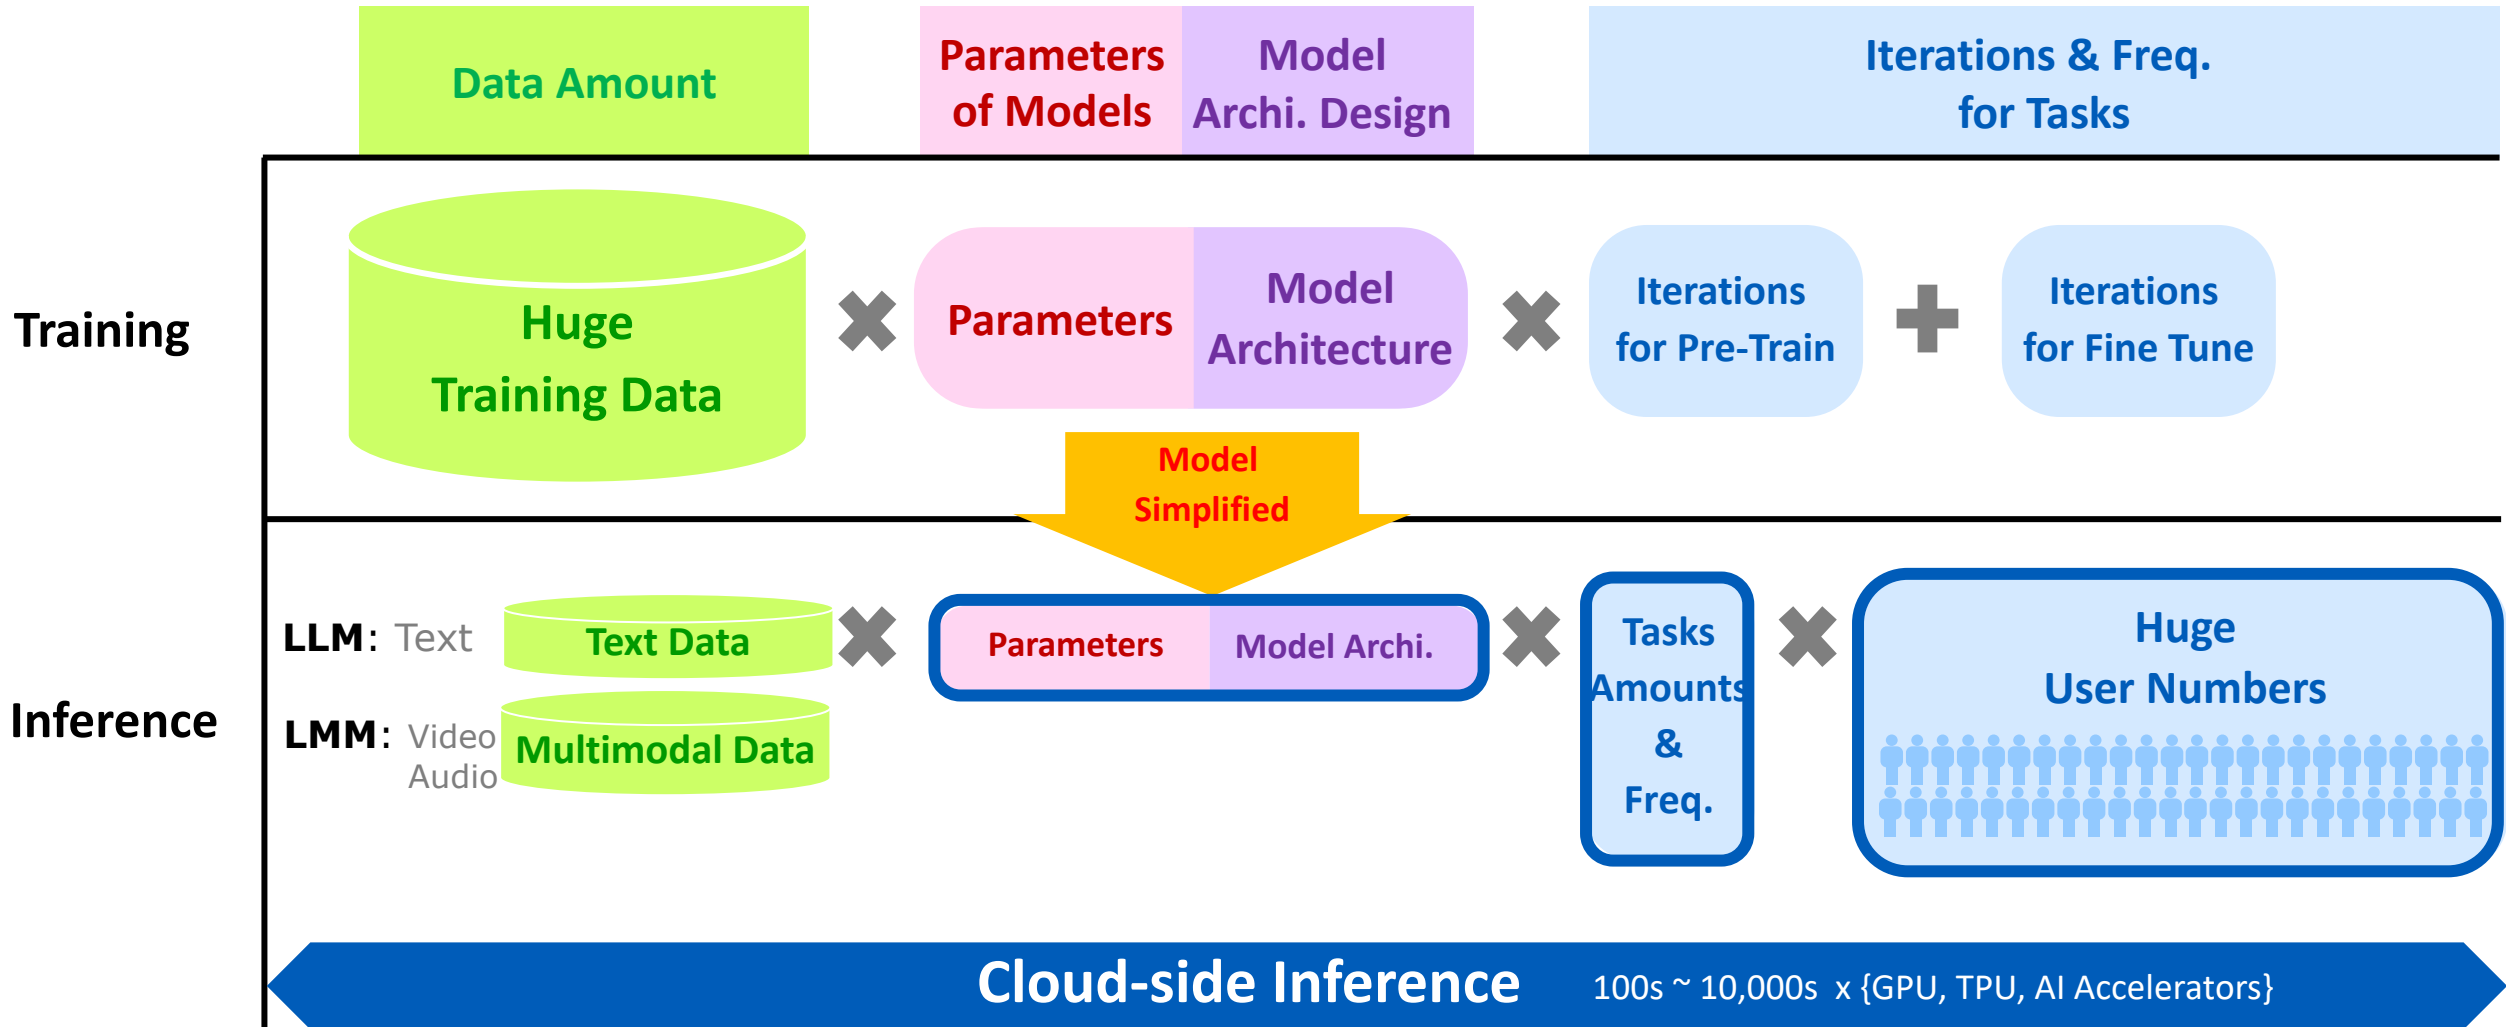 Data Amount
Parameters
of Models
Model
Archi. Design
Iterations & Freq.
for Tasks
Training
Huge
Training Data
Parameters
Model
Architecture
Iterations
for Pre-Train
Iterations
for Fine Tune
Model
Simplified
Inference
LLM: Text
Text Data
LMM: Video
Audio
Multimodal Data
Parameters
Model Archi.
Tasks
Amounts
&
Freq.
Huge
User Numbers
Cloud-side Inference 100s ~ 10,000s x {GPU, TPU, AI Accelerators}